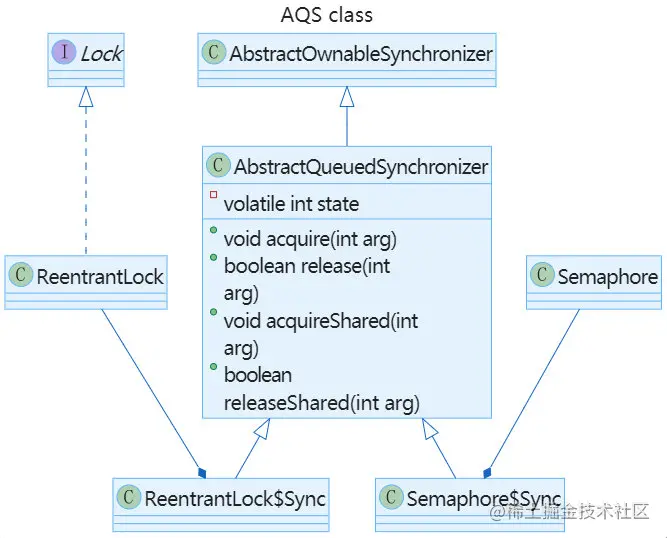 AQS class
I Lock
C AbstractOwnableSynchronizer
C AbstractQueuedSynchronizer
volatile int state
void acquire(int arg)
boolean release(int
arg)
void acquireShared(int
arg)
boolean
releaseShared(int arg)
C ReentrantLock
C Semaphore
C ReentrantLock$Sync
C Semaphore$Sync
@稀土掘金技术社区